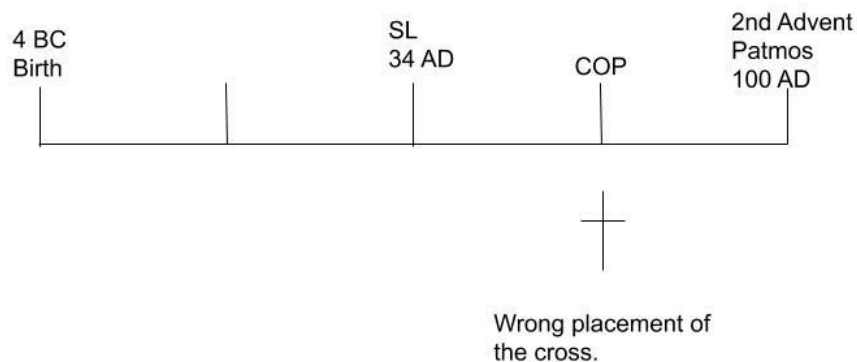 4 BC
Birth
SL
34 AD
COP
2nd Advent
Patmos
100 AD
Wrong placement of
the cross.